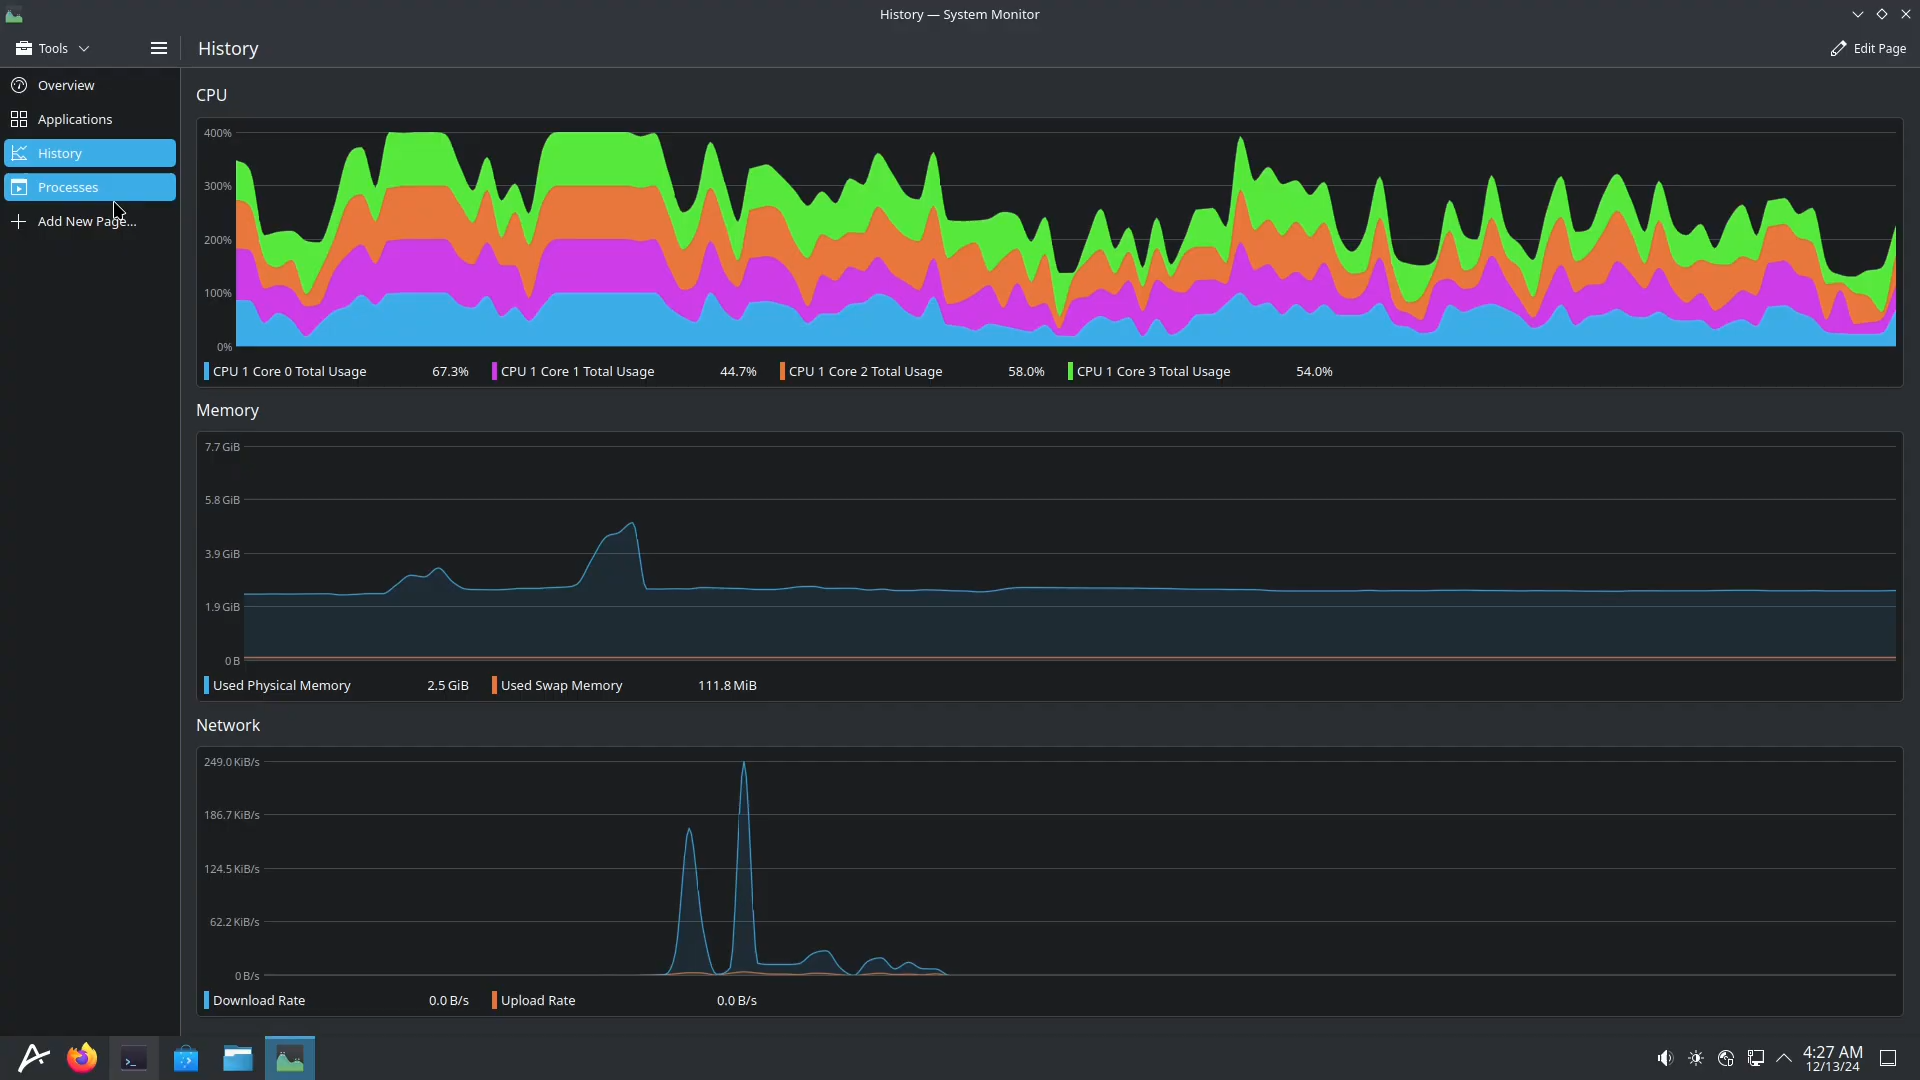 History — System Monitor
Tools
History
Edit Page
Overview
Applications
History
Processes
Add New Page...
CPU
400%
300%
200%
100%
0%
CPU 1 Core 0 Total Usage 67.3% CPU 1 Core 1 Total Usage 44.7% CPU 1 Core 2 Total Usage 58.0% CPU 1 Core 3 Total Usage 54.0%
Memory
7.7 GiB
5.8 GiB
3.9 GiB
1.9 GiB
0 B
Used Physical Memory 2.5 GiB Used Swap Memory 111.8 MiB
Network
249.0 KiB/s
186.7 KiB/s
124.5 KiB/s
62.2 KiB/s
0 B/s
Download Rate 0.0 B/s Upload Rate 0.0 B/s
4:27 AM
12/13/24